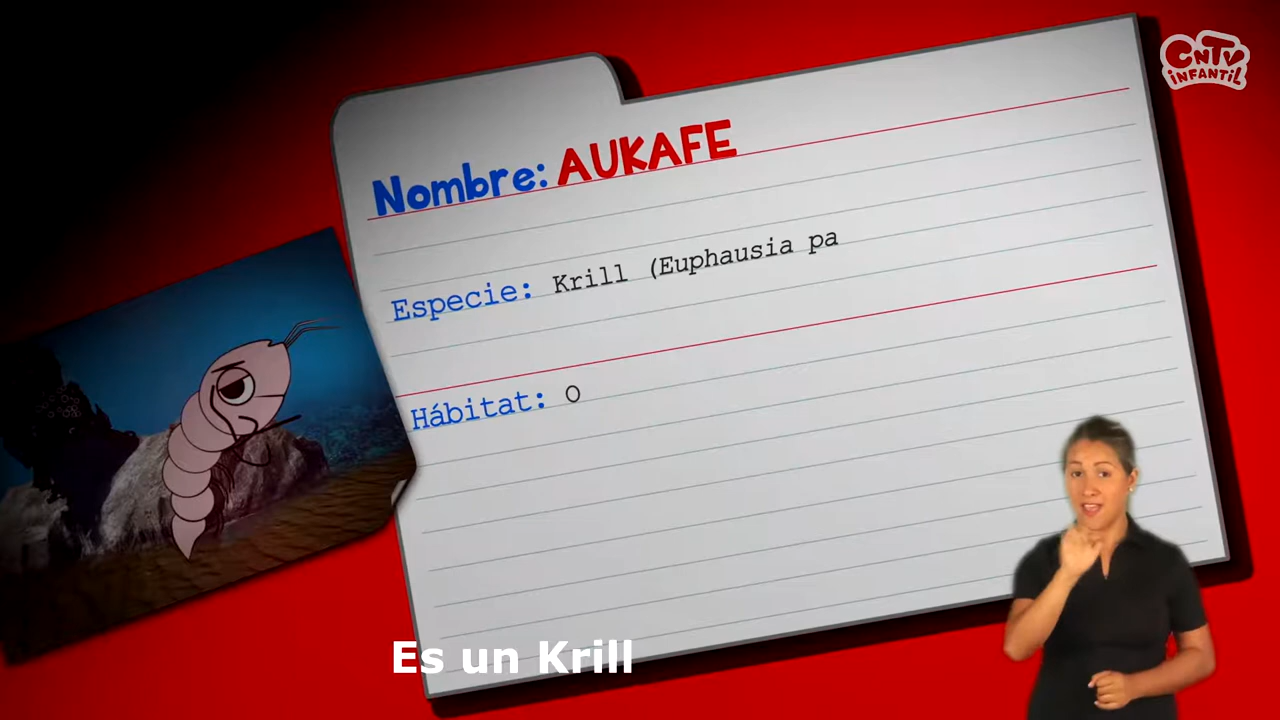 CNTV
INFANTIL
Nombre: AUKAFE
Especie: Krill (Euphausia pa
Hábitat: O
Es un Krill